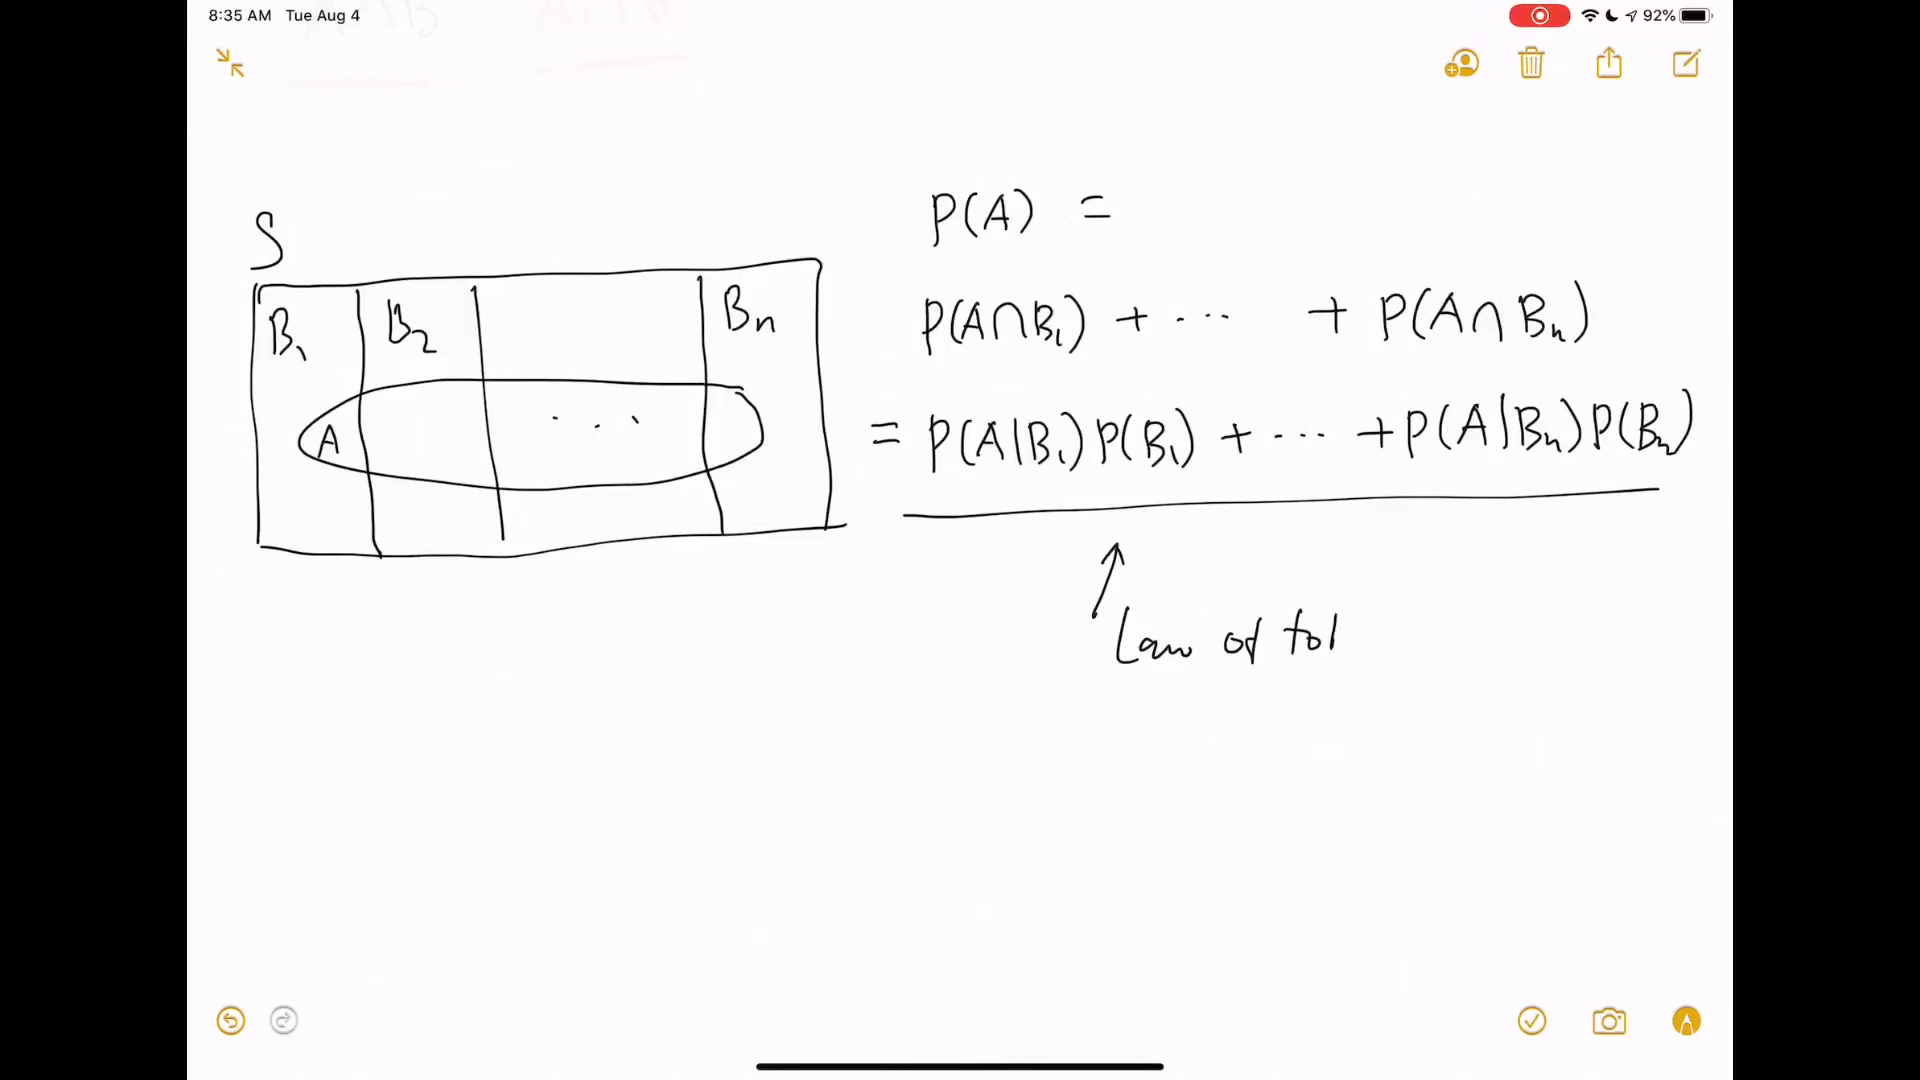 8:35 AM Tue Aug 4
92%
S
B₁ B₂ Bₙ
A ...
P(A) =
P(A∩B₁) + ... + P(A∩Bₙ)
= P(A|B₁)P(B₁) + ... + P(A|Bₙ)P(Bₙ)
Law of tol